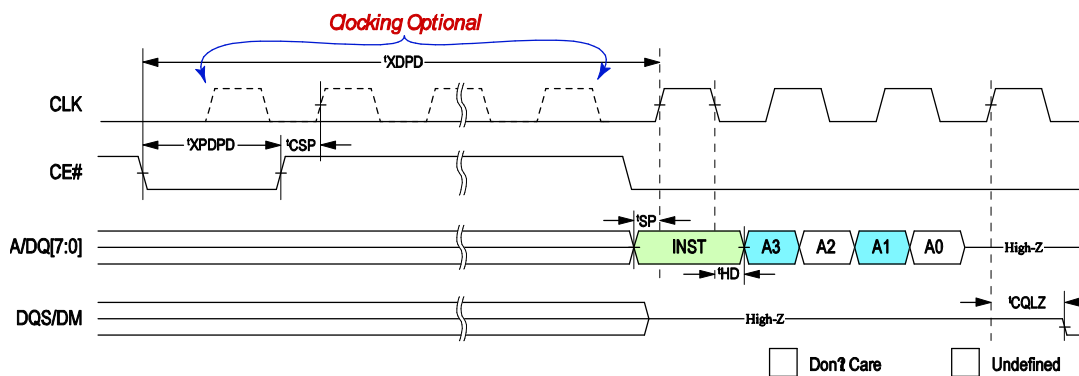 Clocking Optional
tXDPD
CLK
tXPDPD
tCSP
CE#
tSP
A/DQ[7:0]
INST
A3
A2
A1
A0
High-Z
tHD
tCQLZ
DQS/DM
High-Z
Don? Care
Undefined